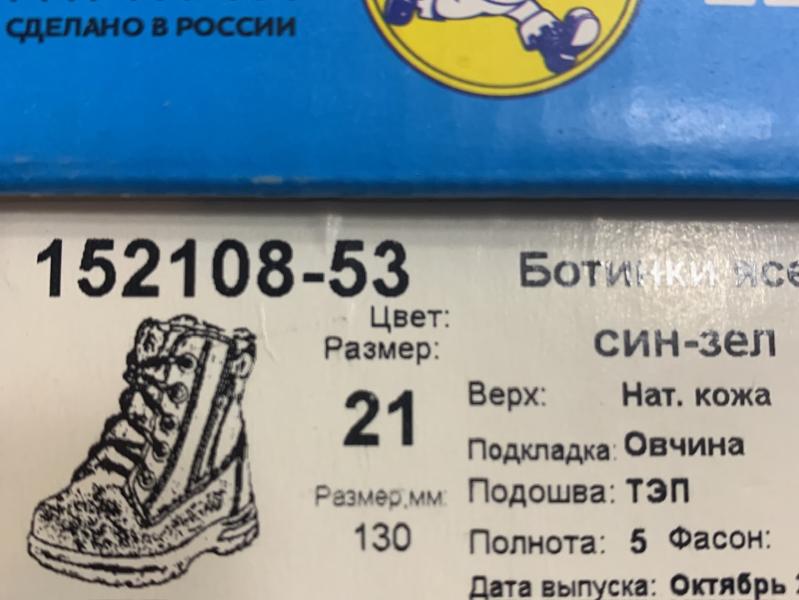 СДЕЛАНО В РОССИИ
152108-53 Ботинки
Цвет: син-зел
Размер: 21
Верх: Нат. кожа
Подкладка: Овчина
Размер,мм: 130
Подошва: ТЭП
Полнота: 5 Фасон:
Дата выпуска: Октябрь